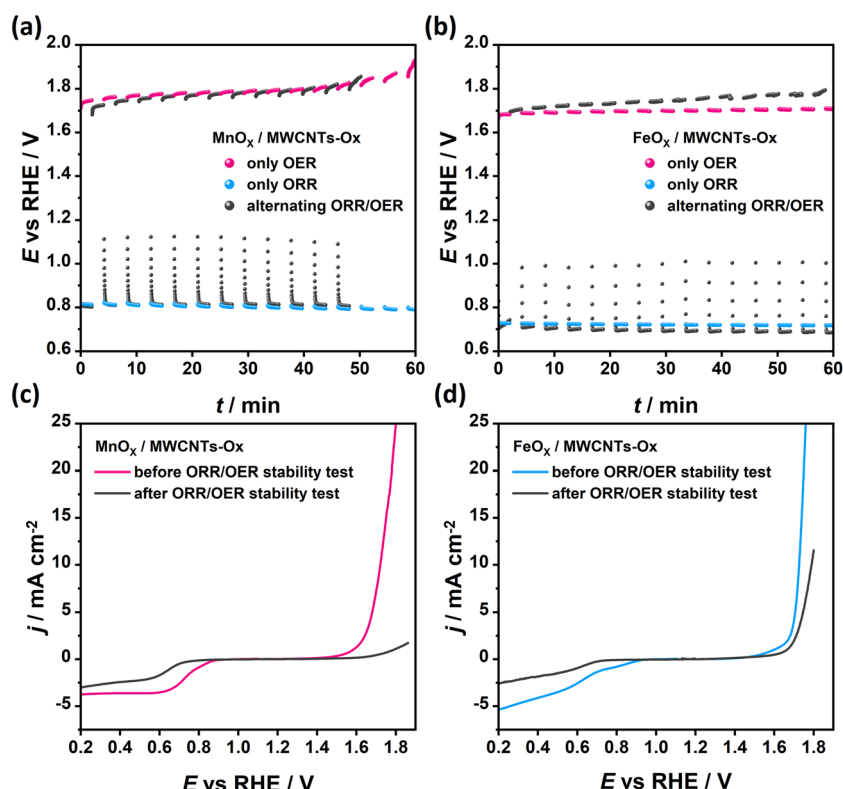 (a)
2.0
1.8
1.6
1.4
1.2
1.0
0.8
0.6
E vs RHE / V
MnOX / MWCNTs-Ox
only OER
only ORR
alternating ORR/OER
0 10 20 30 40 50 60
t / min
(b)
2.0
1.8
1.6
1.4
1.2
1.0
0.8
0.6
E vs RHE / V
FeOX / MWCNTs-Ox
only OER
only ORR
alternating ORR/OER
0 10 20 30 40 50 60
t / min
(c)
25
20
15
10
5
0
-5
j / mA cm-2
MnOX / MWCNTs-Ox
before ORR/OER stability test
after ORR/OER stability test
0.2 0.4 0.6 0.8 1.0 1.2 1.4 1.6 1.8
E vs RHE / V
(d)
25
20
15
10
5
0
-5
j / mA cm-2
FeOX / MWCNTs-Ox
before ORR/OER stability test
after ORR/OER stability test
0.2 0.4 0.6 0.8 1.0 1.2 1.4 1.6 1.8
E vs RHE / V